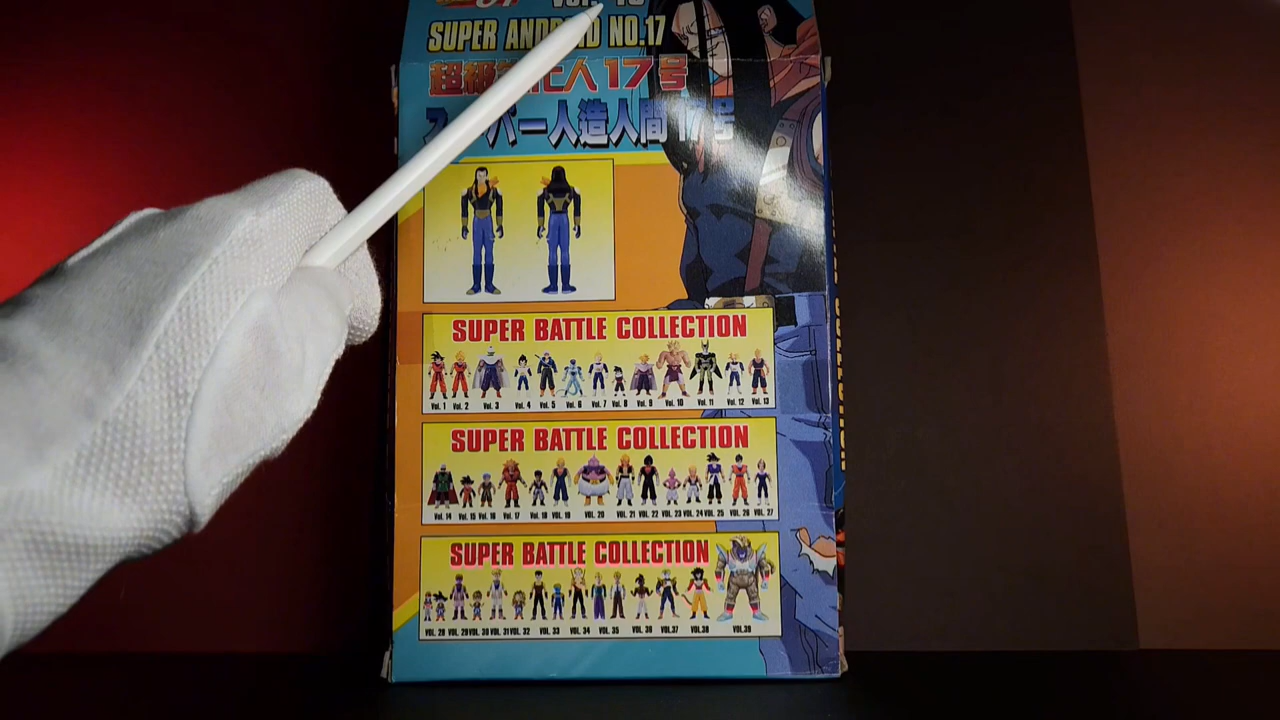 SUPER ANDROID NO.17
人17号
パー人造人間17号
SUPER BATTLE COLLECTION
Vol. 1 Vol. 2 Vol. 3 Vol. 4 Vol. 5 Vol. 6 Vol. 7 Vol. 8 Vol. 9 Vol. 10 Vol. 11 Vol. 12 Vol. 13
SUPER BATTLE COLLECTION
Vol. 14 Vol. 15 Vol. 16 Vol. 17 Vol. 18 VOL. 19 VOL. 20 VOL. 21 VOL. 22 VOL. 23 VOL. 24 VOL. 25 VOL. 26 VOL. 27
SUPER BATTLE COLLECTION
VOL. 28 VOL. 29 VOL. 30 VOL. 31 VOL. 32 VOL. 33 VOL. 34 VOL. 35 VOL. 36 VOL.37 VOL.38 VOL.39